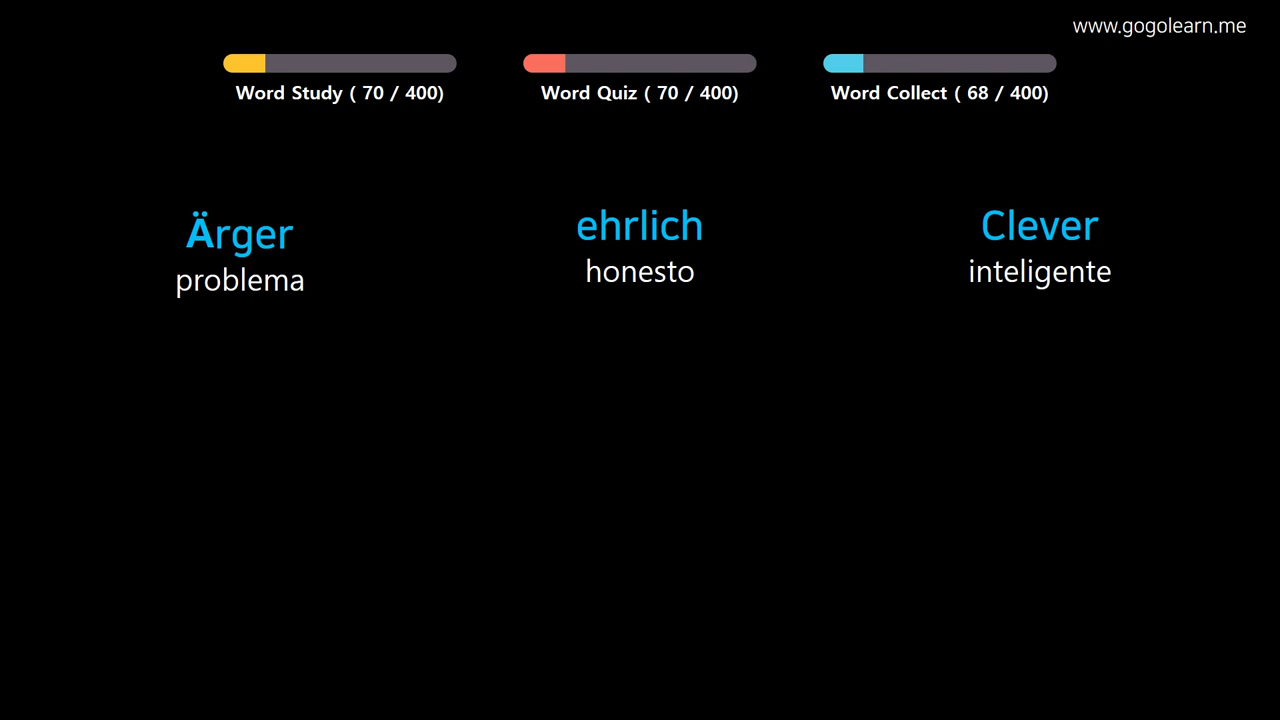 www.gogolearn.me
Word Study ( 70 / 400)
Word Quiz ( 70 / 400)
Word Collect ( 68 / 400)
Ärger
problema
ehrlich
honesto
Clever
inteligente